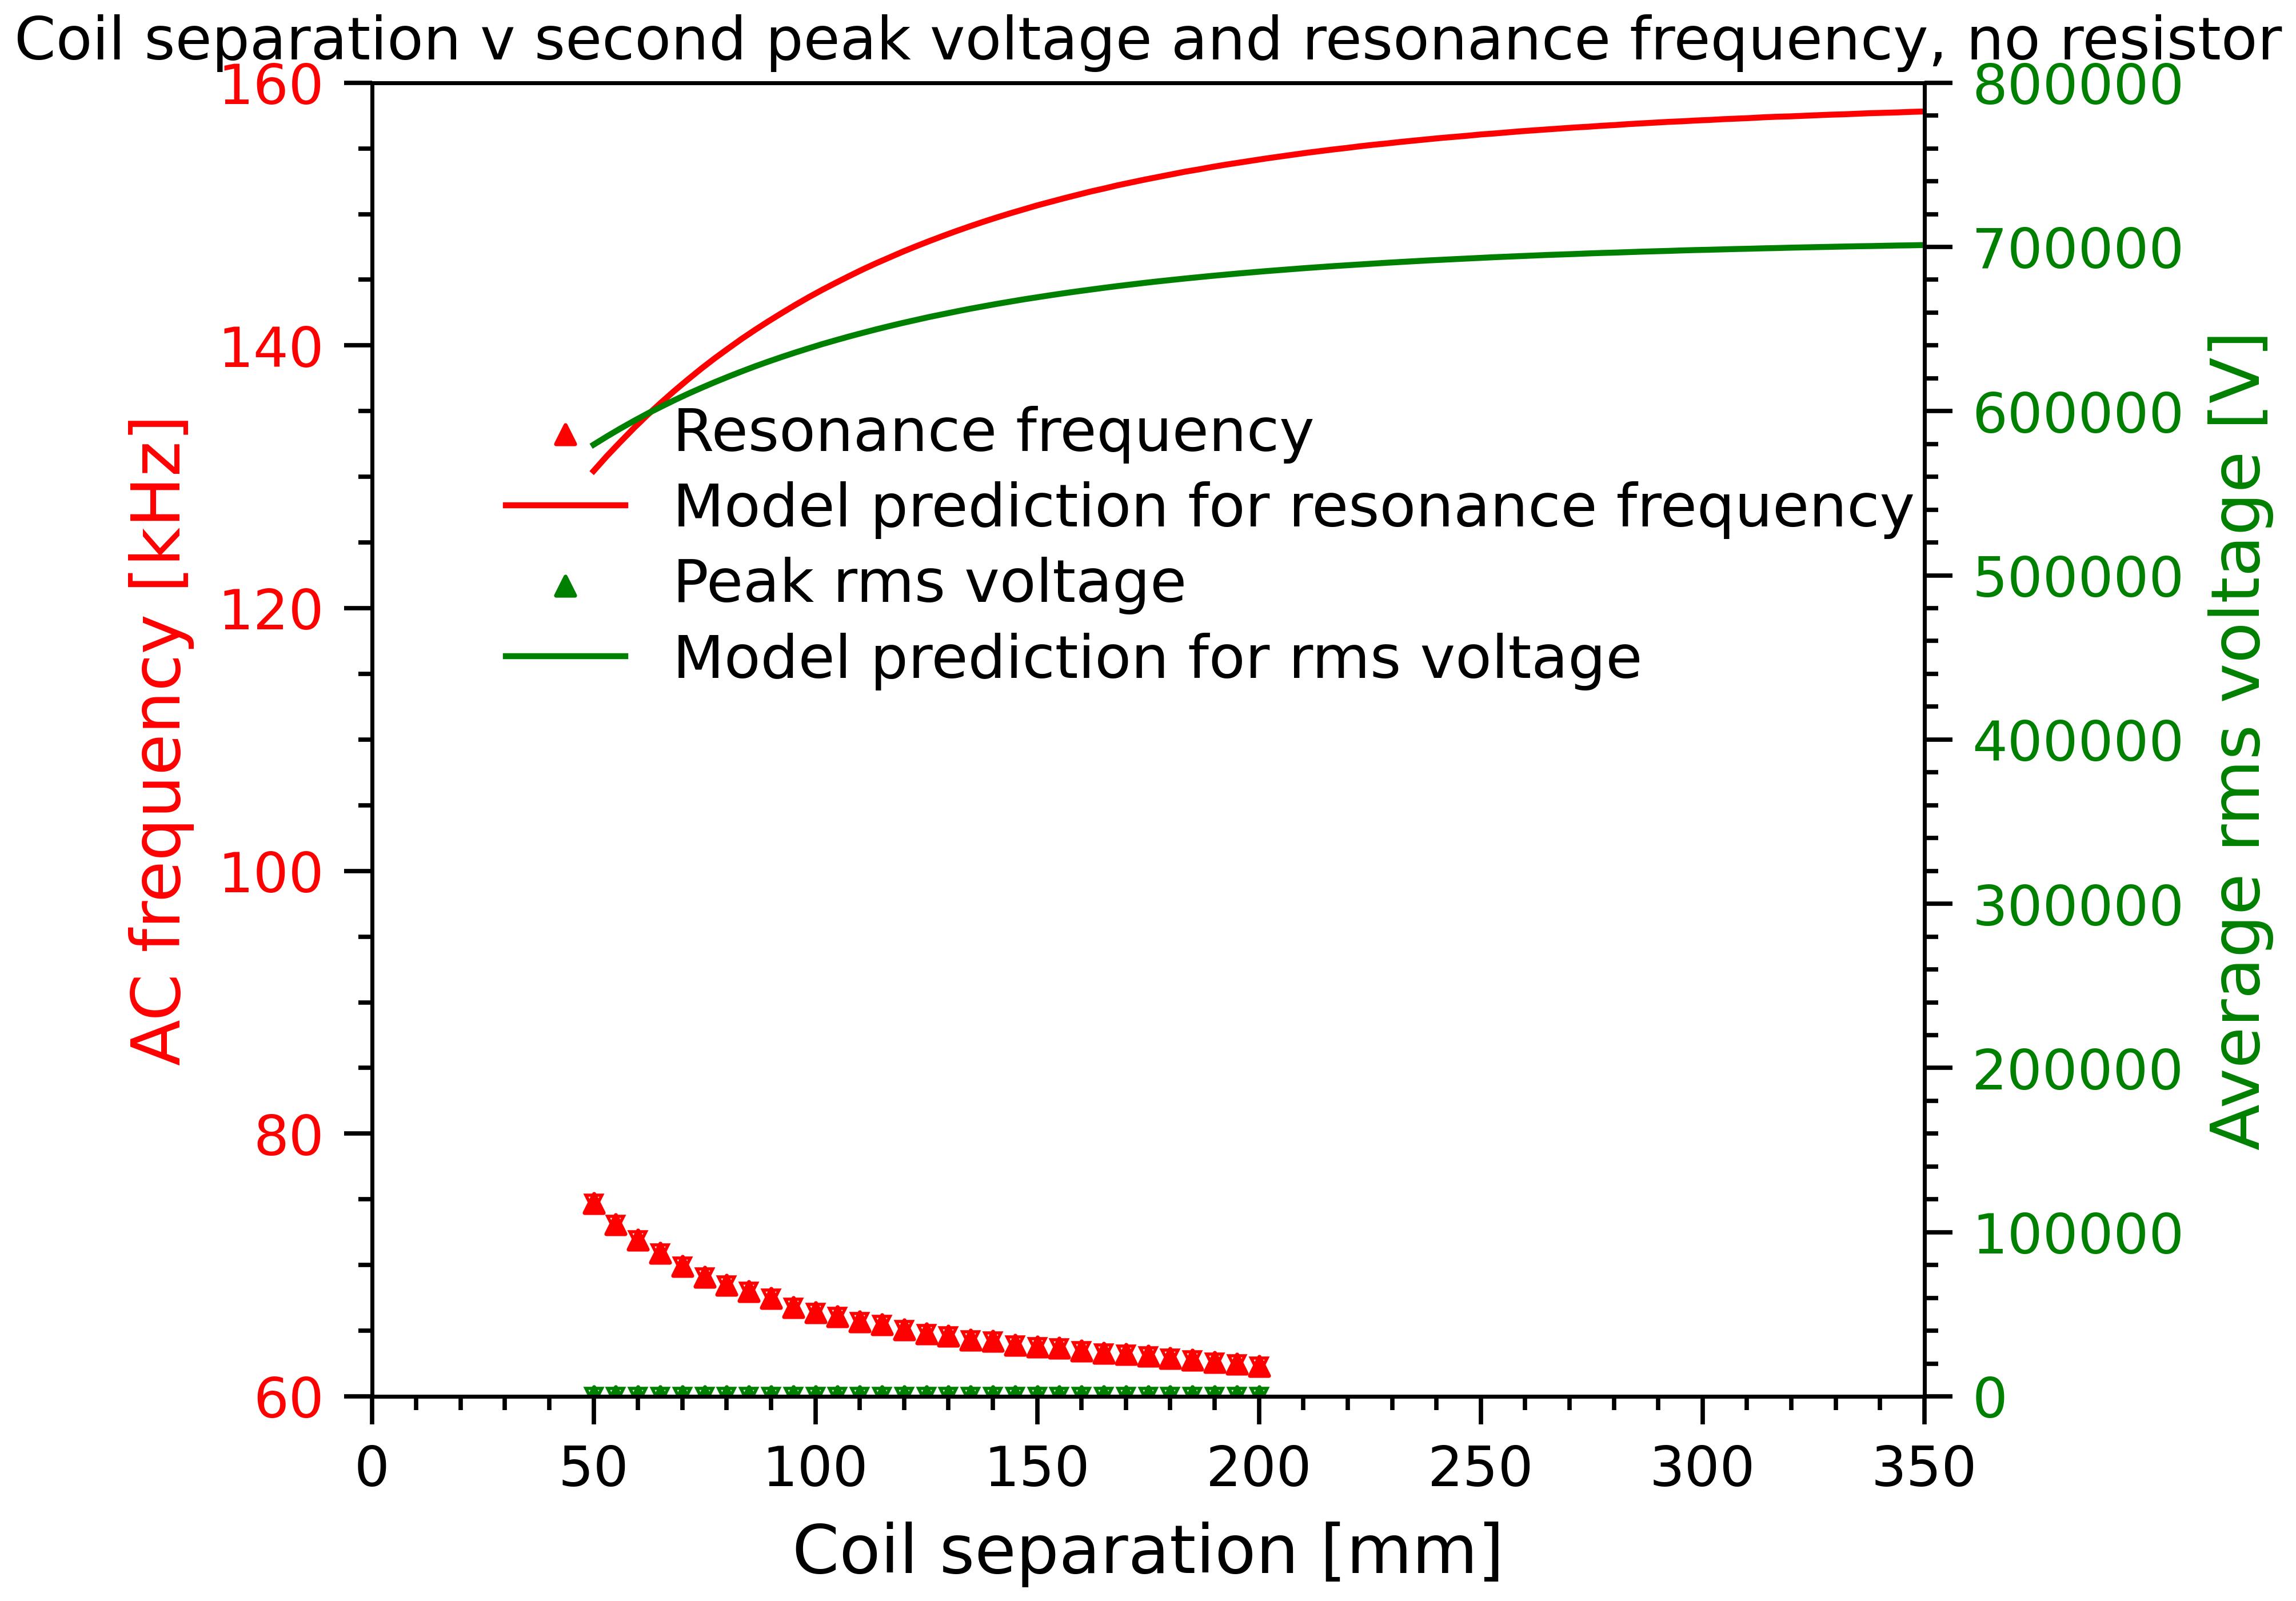 Coil separation v second peak voltage and resonance frequency, no resistor
160
140
120
100
80
60
AC frequency [kHz]
Resonance frequency
Model prediction for resonance frequency
Peak rms voltage
Model prediction for rms voltage
800000
700000
600000
500000
400000
300000
200000
100000
0
Average rms voltage [V]
0 50 100 150 200 250 300 350
Coil separation [mm]